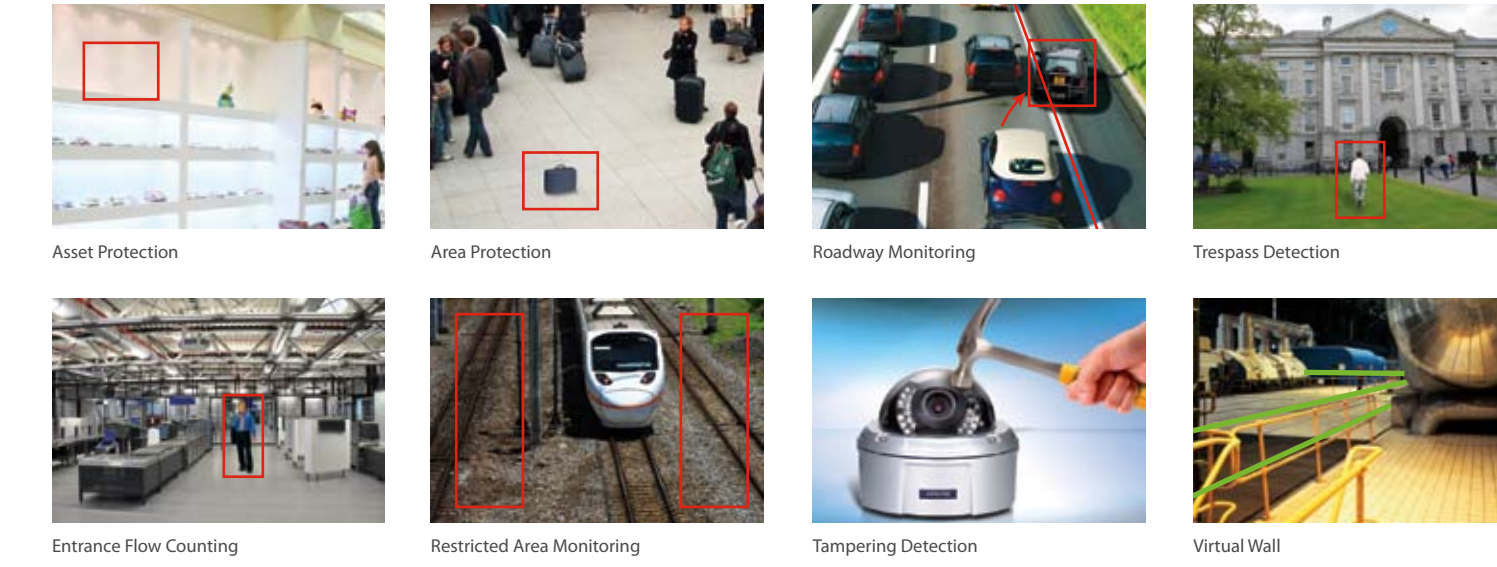 Asset Protection
Area Protection
Roadway Monitoring
Trespass Detection
Entrance Flow Counting
Restricted Area Monitoring
Tampering Detection
Virtual Wall